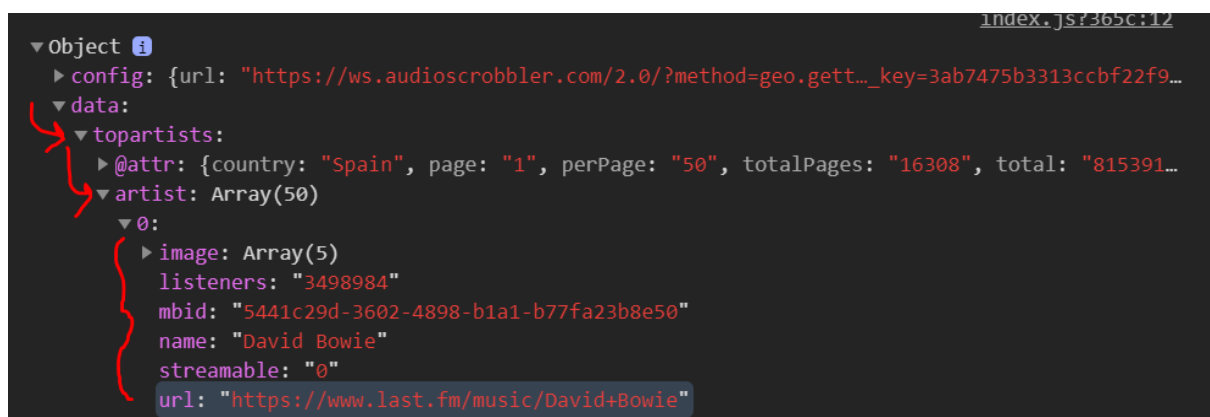 index.js?365c:12
▼Object i
▶config: {url: "https://ws.audioscrobbler.com/2.0/?method=geo.gett…_key=3ab7475b3313ccbf22f9…
▼data:
▼topartists:
▶@attr: {country: "Spain", page: "1", perPage: "50", totalPages: "16308", total: "815391…
▼artist: Array(50)
▼0:
▶image: Array(5)
listeners: "3498984"
mbid: "5441c29d-3602-4898-b1a1-b77fa23b8e50"
name: "David Bowie"
streamable: "0"
url: "https://www.last.fm/music/David+Bowie"